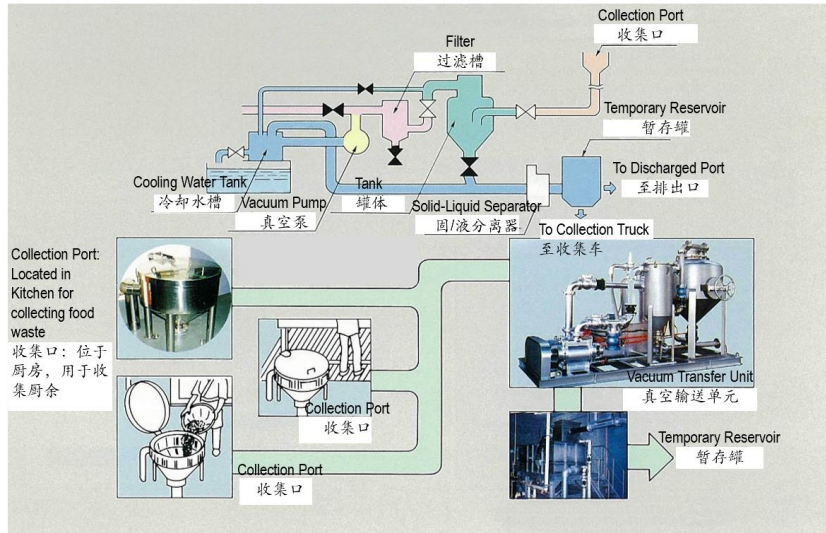 Collection Port
收集口
Filter
过滤槽
Temporary Reservoir
暂存罐
To Discharged Port
至排出口
Cooling Water Tank
冷却水槽
Vacuum Pump
真空泵
Tank
罐体
Solid-Liquid Separator
固/液分离器
To Collection Truck
至收集车
Collection Port:
Located in
Kitchen for
collecting food
waste
收集口：位于
厨房，用于收
集厨余
Collection Port
收集口
Collection Port
收集口
Vacuum Transfer Unit
真空输送单元
Temporary Reservoir
暂存罐